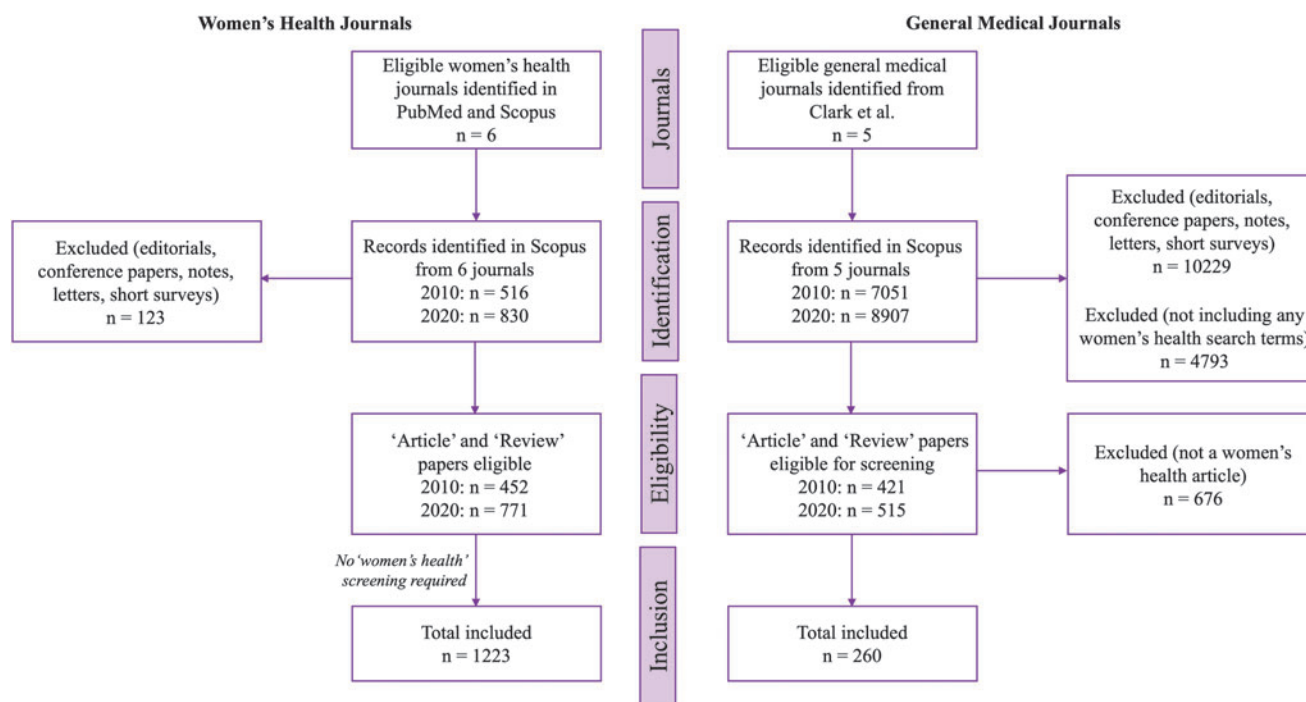 Women's Health Journals
General Medical Journals
Journals
Eligible women's health
journals identified in
PubMed and Scopus
n = 6
Eligible general medical
journals identified from
Clark et al.
n = 5
Identification
Excluded (editorials,
conference papers, notes,
letters, short surveys)
n = 123
Records identified in Scopus
from 6 journals
2010: n = 516
2020: n = 830
Records identified in Scopus
from 5 journals
2010: n = 7051
2020: n = 8907
Excluded (editorials,
conference papers, notes,
letters, short surveys)
n = 10229
Excluded (not including any
women's health search terms)
n = 4793
Eligibility
‘Article’ and ‘Review’
papers eligible
2010: n = 452
2020: n = 771
‘Article’ and ‘Review’ papers
eligible for screening
2010: n = 421
2020: n = 515
Excluded (not a women's
health article)
n = 676
No ‘women's health’
screening required
Inclusion
Total included
n = 1223
Total included
n = 260